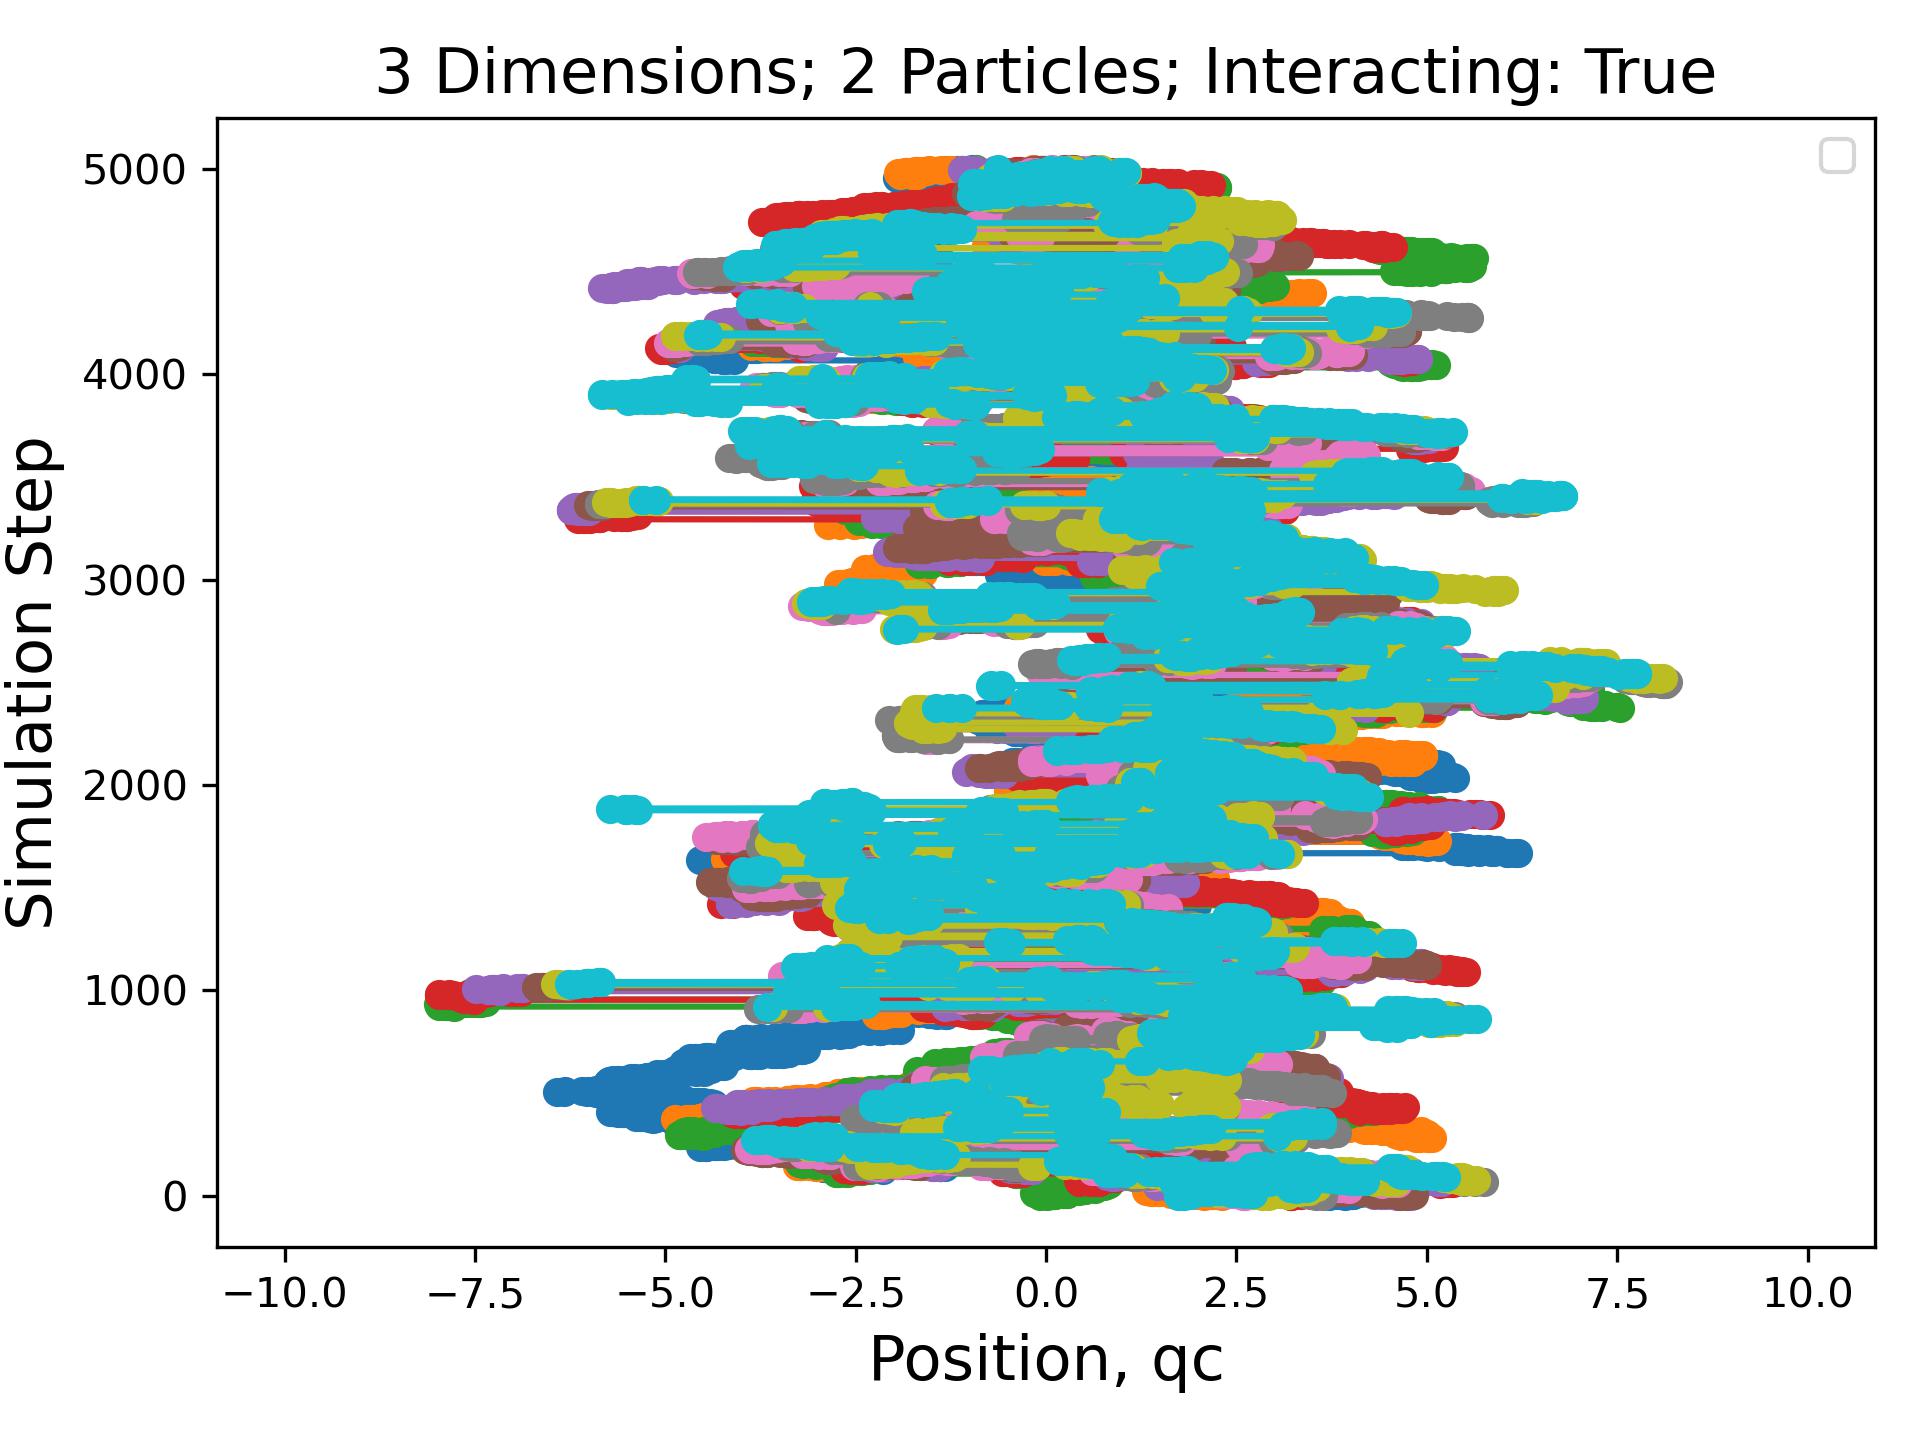 3 Dimensions; 2 Particles; Interacting: True
5000
4000
3000
2000
1000
0
Simulation Step
−10.0 −7.5 −5.0 −2.5 0.0 2.5 5.0 7.5 10.0
Position, qc